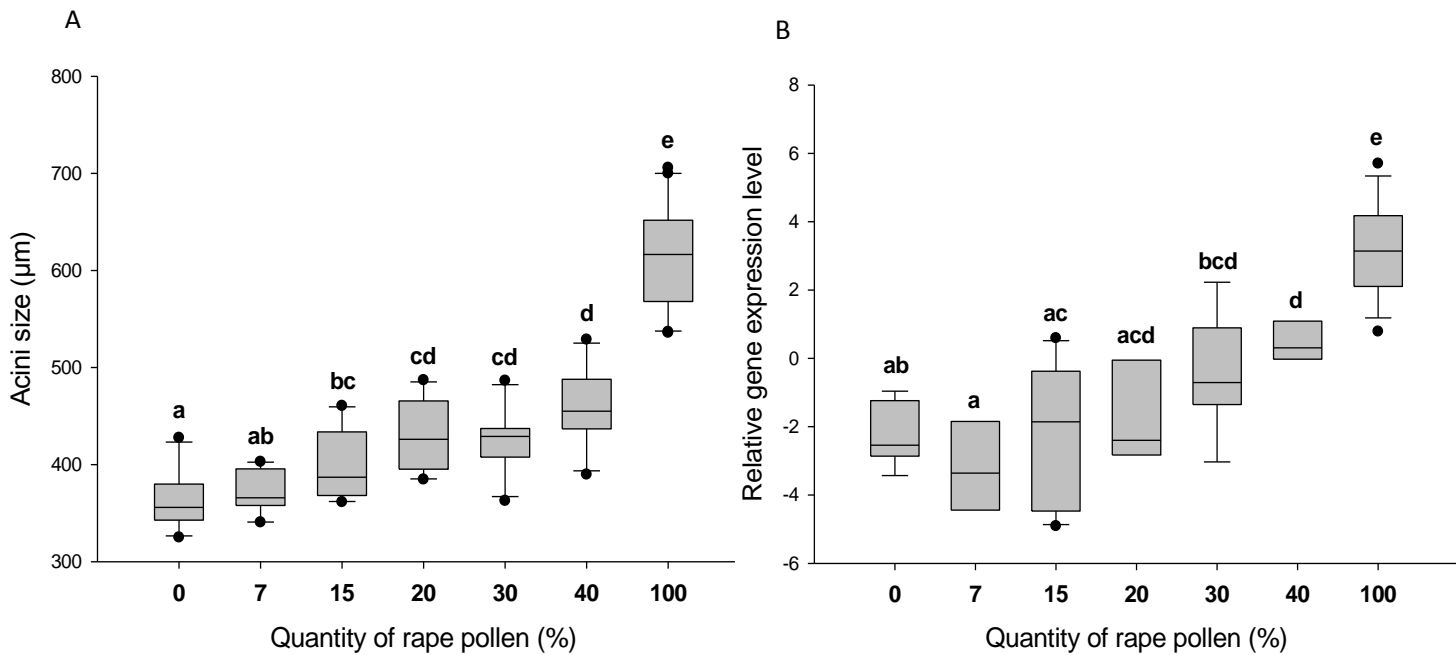 A
800
700
600
500
400
300
Acini size (µm)
a
ab
bc
cd
cd
d
e
0 7 15 20 30 40 100
Quantity of rape pollen (%)
B
8
6
4
2
0
-2
-4
-6
Relative gene expression level
ab
a
ac
acd
bcd
d
e
0 7 15 20 30 40 100
Quantity of rape pollen (%)